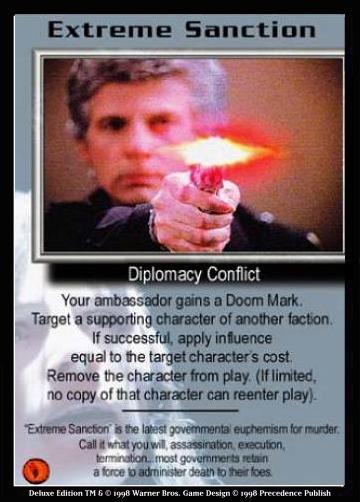 Extreme Sanction
Diplomacy Conflict
Your ambassador gains a Doom Mark.
Target a supporting character of another faction.
If successful, apply influence
equal to the target character's cost.
Remove the character from play. (If limited,
no copy of that character can reenter play).
"Extreme Sanction" is the latest governmental euphemism for murder.
Call it what you will, assassination, execution,
termination...most governments retain
a force to administer death to their foes.
Deluxe Edition TM & © 1998 Warner Bros. Game Design © 1998 Precedence Publish